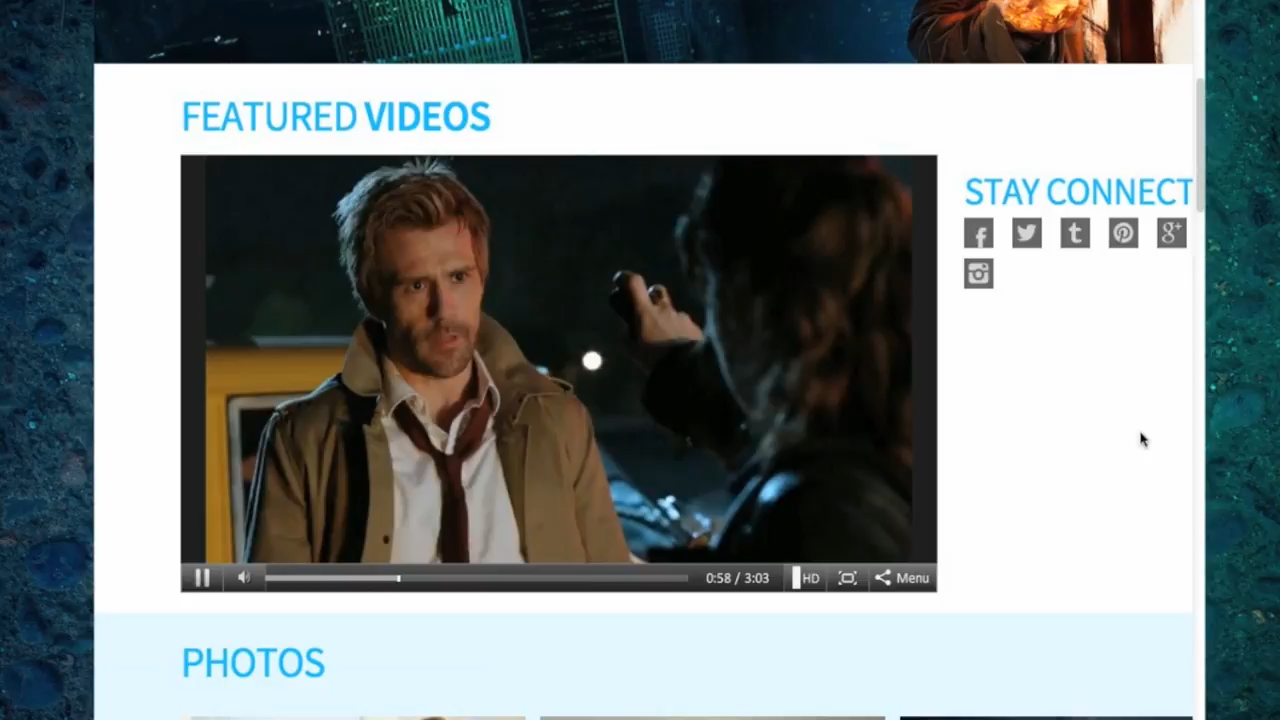 FEATURED VIDEOS
STAY CONNECT
f t g+
0:58 / 3:03 HD Menu
PHOTOS